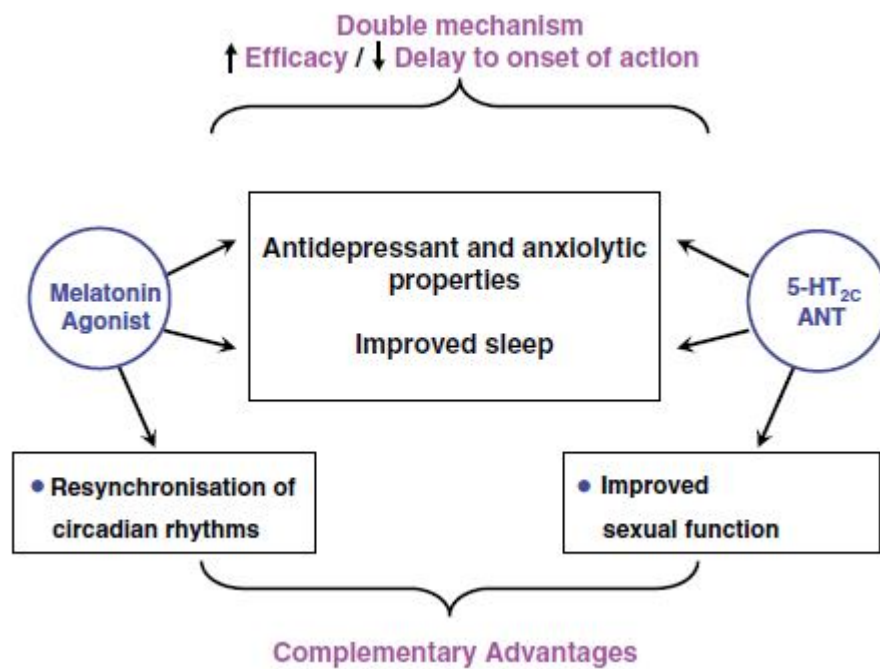 Double mechanism
↑ Efficacy / ↓ Delay to onset of action
Antidepressant and anxiolytic
properties
Improved sleep
Melatonin
Agonist
5-HT₂C
ANT
• Resynchronisation of
circadian rhythms
• Improved
sexual function
Complementary Advantages